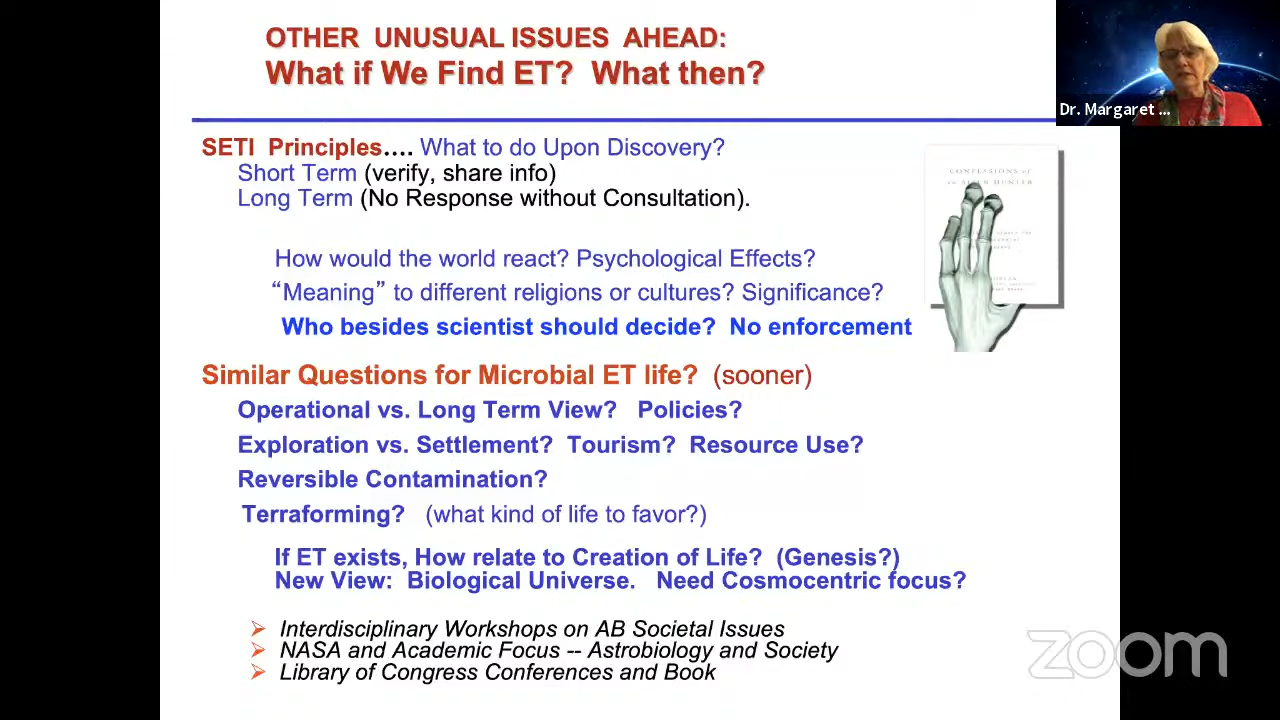 OTHER UNUSUAL ISSUES AHEAD:
What if We Find ET? What then?
Dr. Margaret ...
SETI Principles.... What to do Upon Discovery?
Short Term (verify, share info)
Long Term (No Response without Consultation).
CONFESSIONS of
ALIEN HUNTER
How would the world react? Psychological Effects?
“Meaning” to different religions or cultures? Significance?
Who besides scientist should decide? No enforcement
Similar Questions for Microbial ET life? (sooner)
Operational vs. Long Term View? Policies?
Exploration vs. Settlement? Tourism? Resource Use?
Reversible Contamination?
Terraforming? (what kind of life to favor?)
If ET exists, How relate to Creation of Life? (Genesis?)
New View: Biological Universe. Need Cosmocentric focus?
Interdisciplinary Workshops on AB Societal Issues
NASA and Academic Focus -- Astrobiology and Society
Library of Congress Conferences and Book
zoom